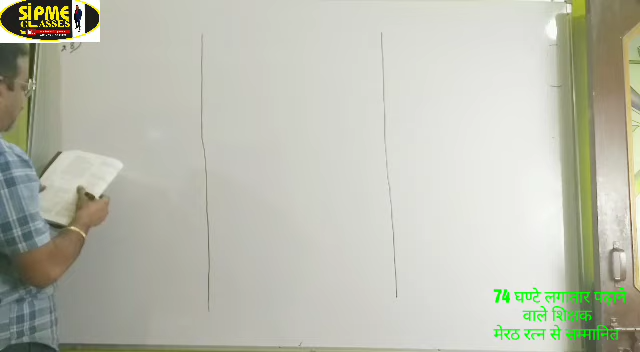 SiPME
CLASSES
74 घण्टे लगातार पढ़ाने
वाले शिक्षक
मेरठ रत्न से सम्मानित